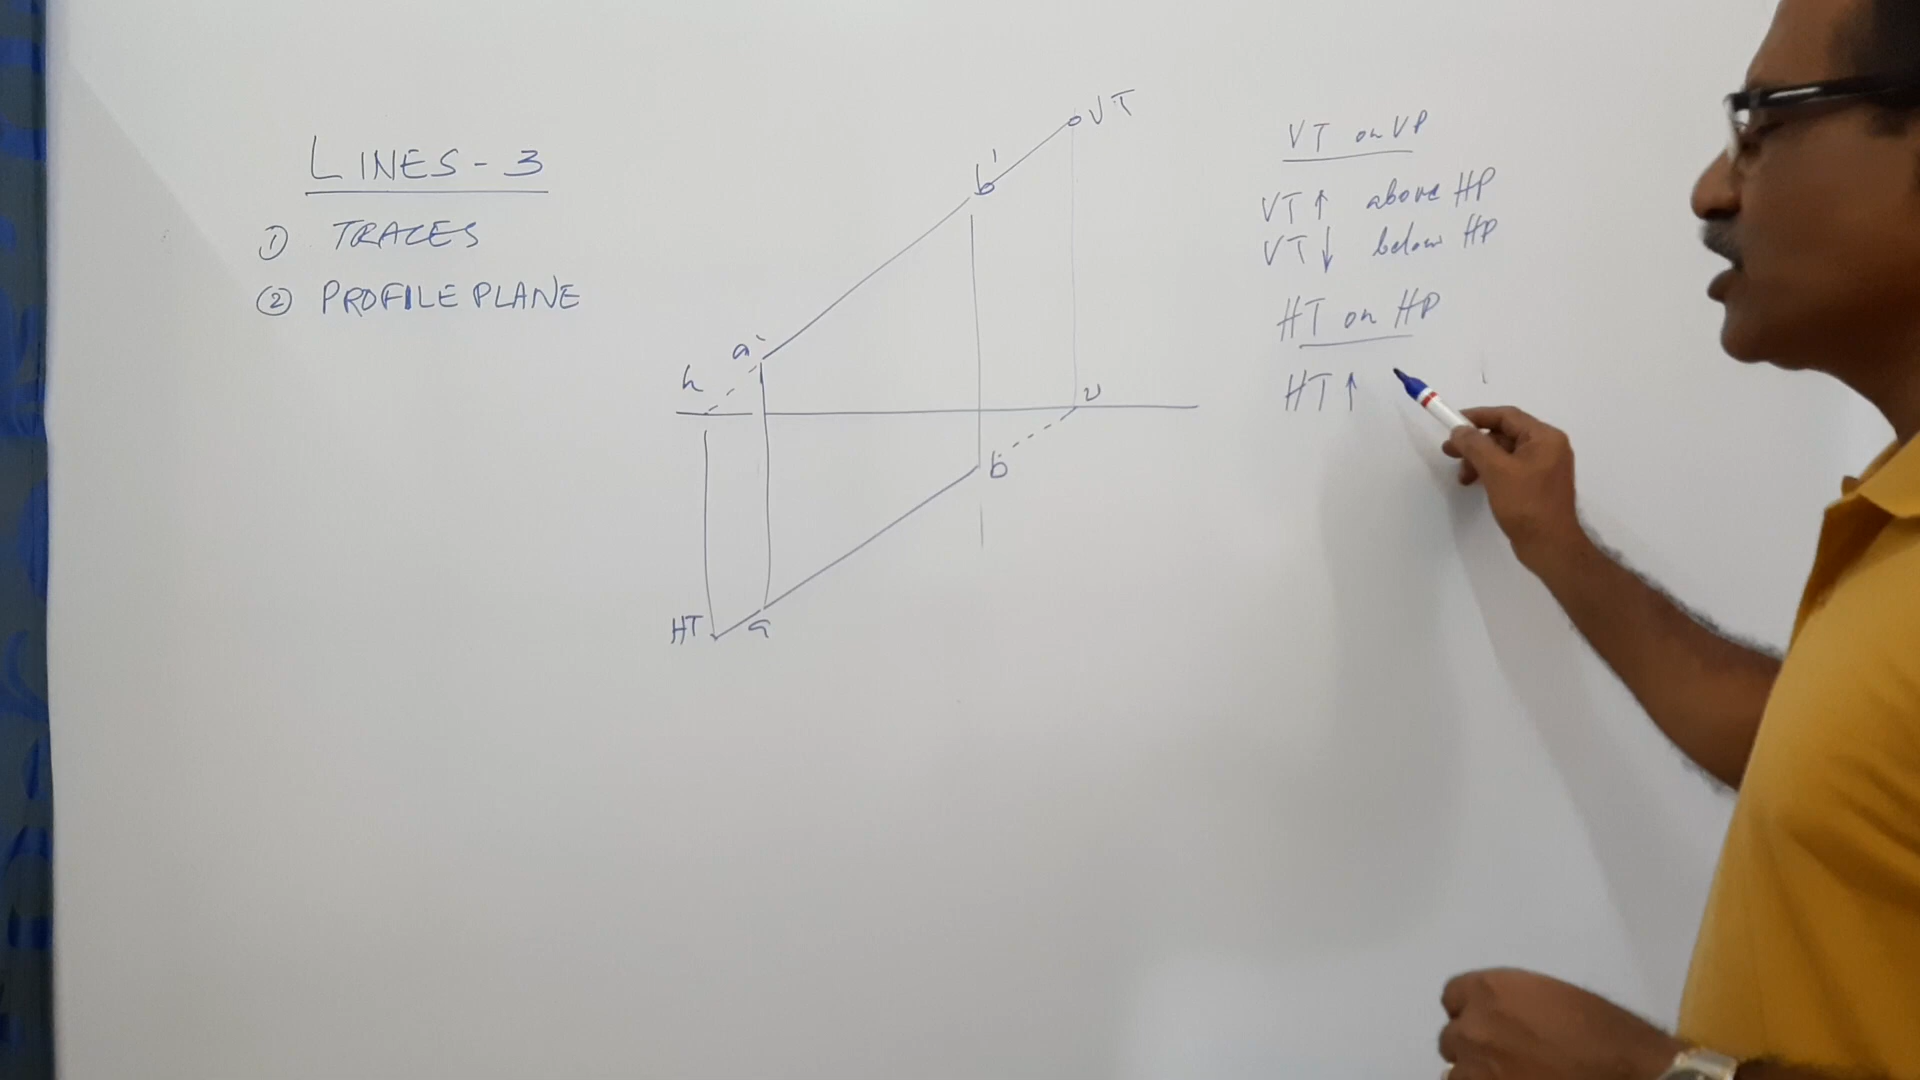 LINES - 3
① TRACES
② PROFILE PLANE
VT
b'
a'
h
v
b
HT
a
VT on VP
VT ↑ above HP
VT ↓ below HP
HT on HP
HT ↑